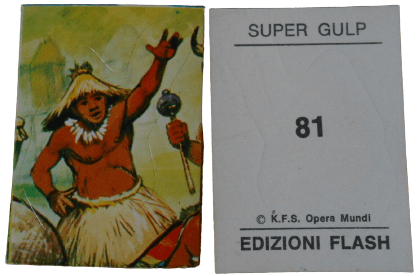 SUPER GULP
81
© K.F.S. Opera Mundi
EDIZIONI FLASH